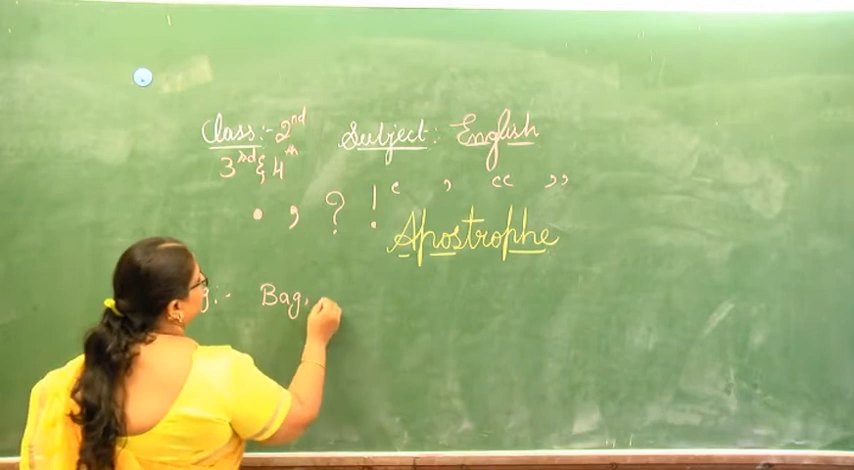 Class:- 2nd Subject: English
3rd & 4th
. , ? ! ‘ ’ “ ”
Apostrophe
g:- Bag,